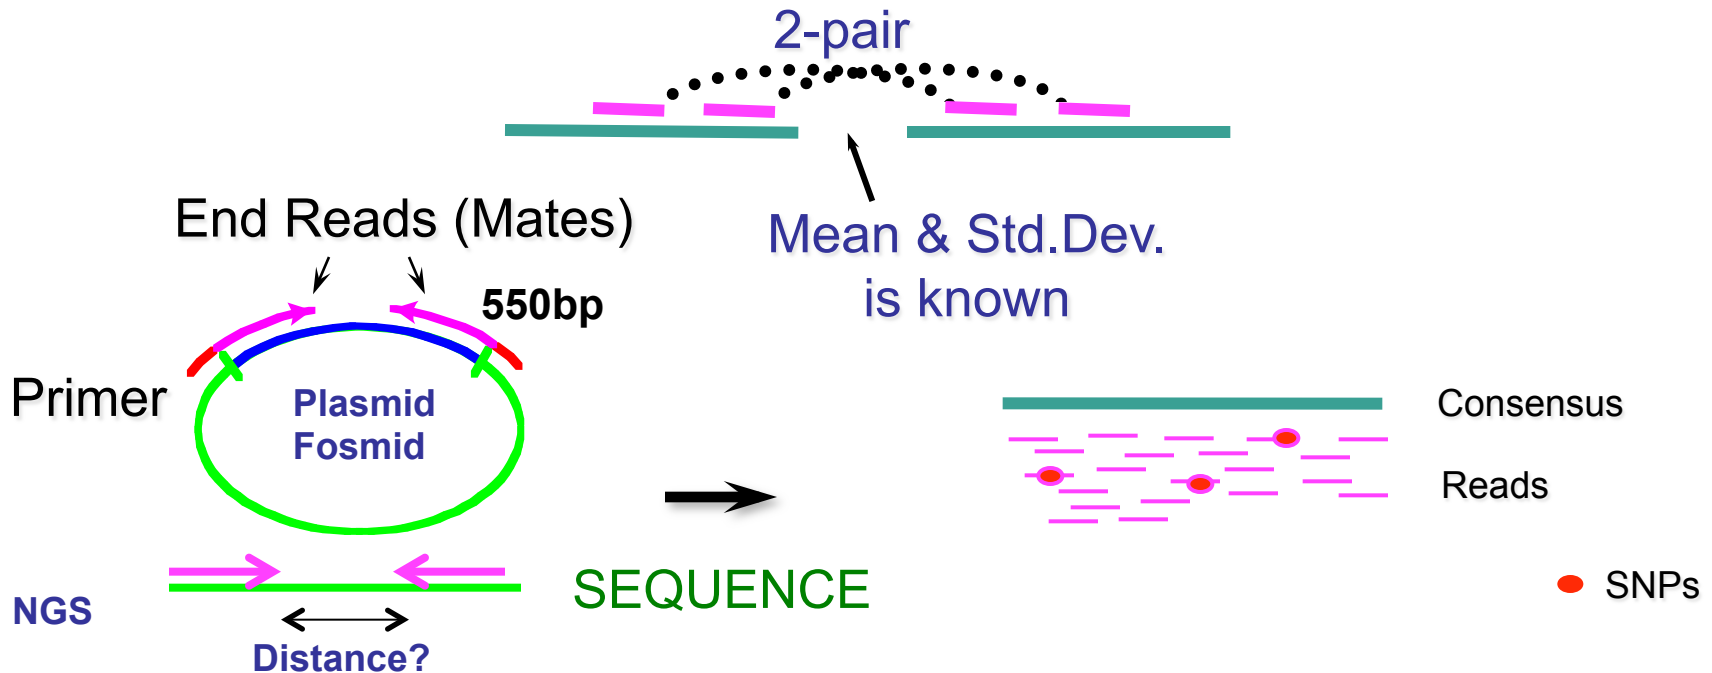 2-pair
End Reads (Mates)
Mean & Std.Dev.
is known
550bp
Primer
Plasmid
Fosmid
Consensus
Reads
SEQUENCE
SNPs
NGS
Distance?